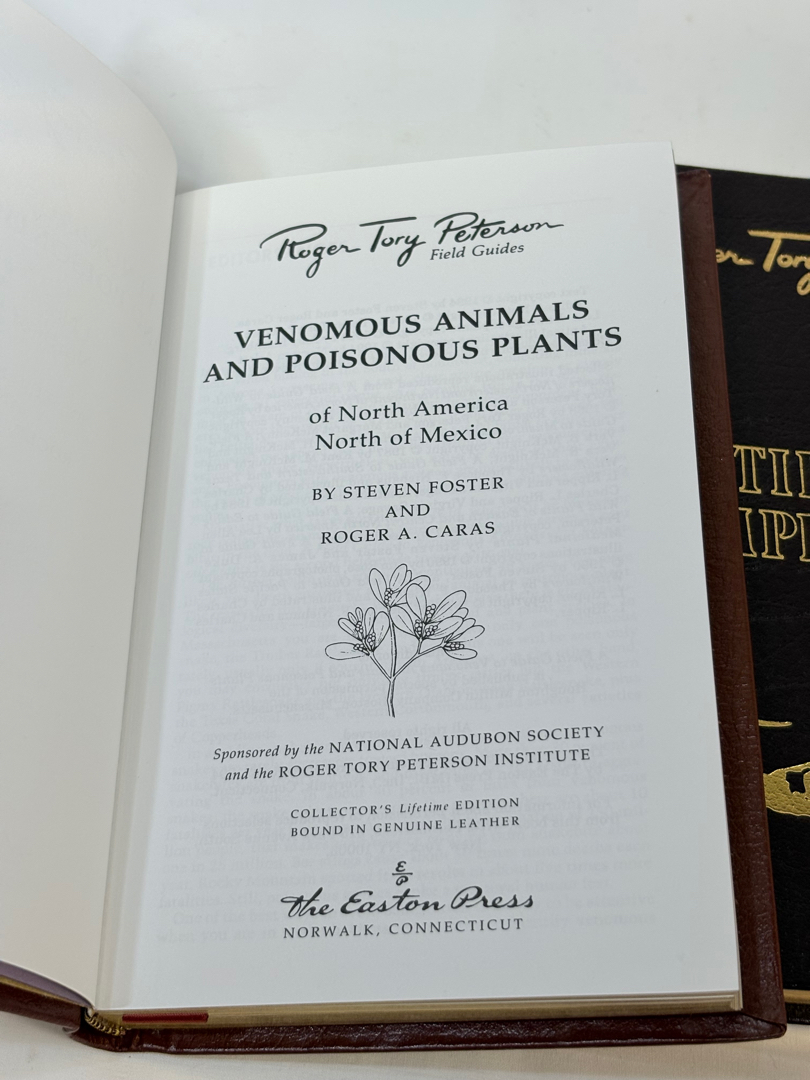 Roger Tory Peterson
Field Guides
VENOMOUS ANIMALS
AND POISONOUS PLANTS
of North America
North of Mexico
BY STEVEN FOSTER
AND
ROGER A. CARAS
Sponsored by the NATIONAL AUDUBON SOCIETY
and the ROGER TORY PETERSON INSTITUTE
COLLECTOR'S Lifetime EDITION
BOUND IN GENUINE LEATHER
E
P
the Easton Press
NORWALK, CONNECTICUT